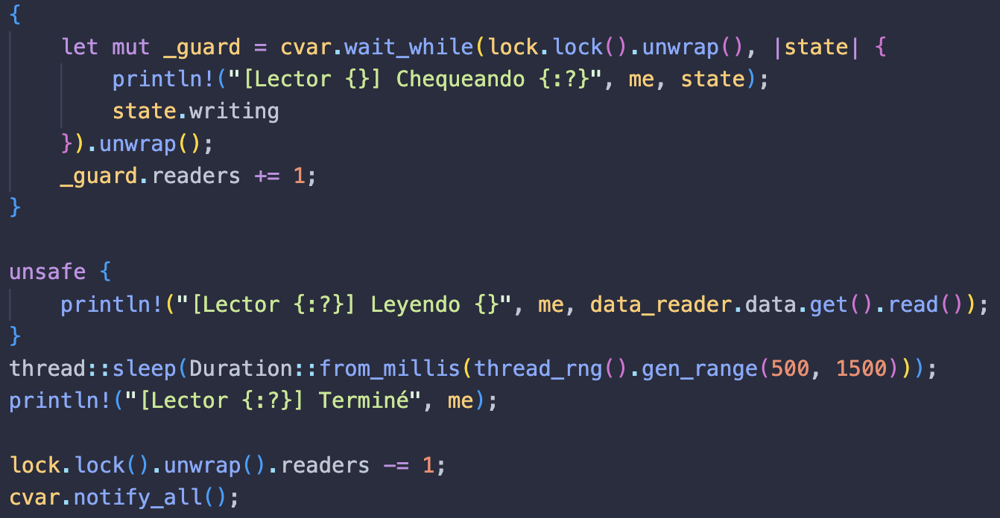 {
    let mut _guard = cvar.wait_while(lock.lock().unwrap(), |state| {
        println!("[Lector {}] Chequeando {:?}", me, state);
        state.writing
    }).unwrap();
    _guard.readers += 1;
}

unsafe {
    println!("[Lector {:?}] Leyendo {}", me, data_reader.data.get().read());
}
thread::sleep(Duration::from_millis(thread_rng().gen_range(500, 1500)));
println!("[Lector {:?}] Terminé", me);

lock.lock().unwrap().readers -= 1;
cvar.notify_all();